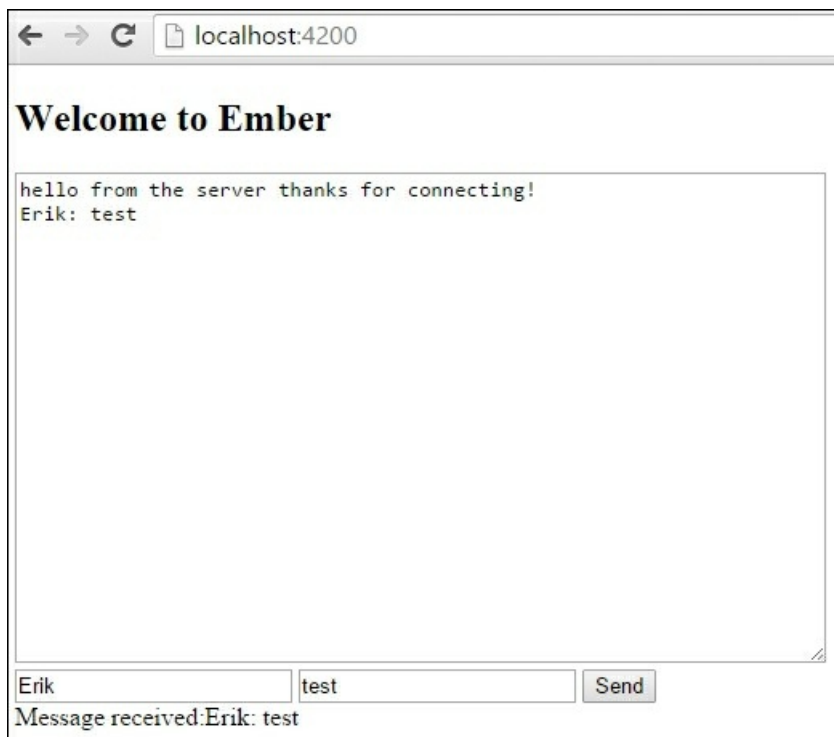 localhost:4200
Welcome to Ember
hello from the server thanks for connecting!
Erik: test
Erik test Send
Message received:Erik: test